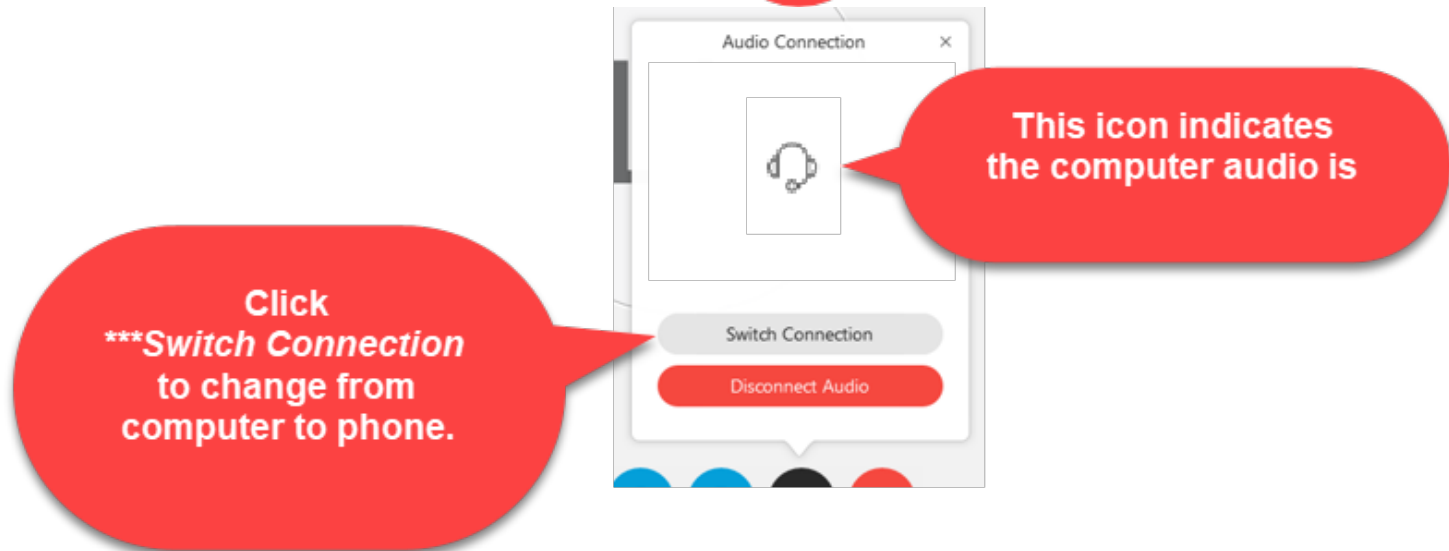 Audio Connection ×
This icon indicates
the computer audio is
Click
***Switch Connection
to change from
computer to phone.
Switch Connection
Disconnect Audio